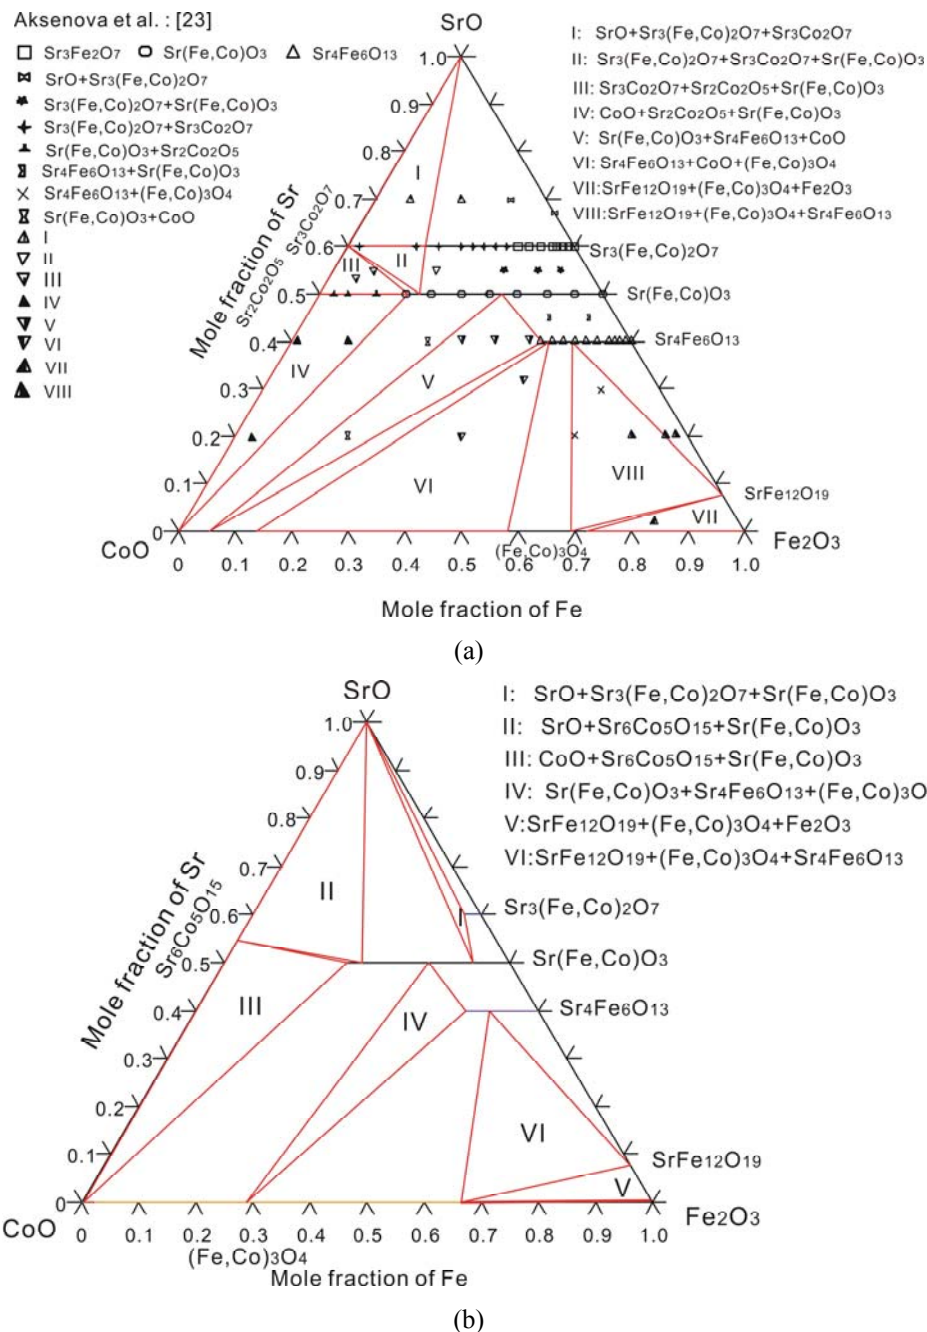 Aksenova et al. : [23]
Sr3Fe2O7 Sr(Fe,Co)O3 Sr4Fe6O13
SrO+Sr3(Fe,Co)2O7
Sr3(Fe,Co)2O7+Sr(Fe,Co)O3
Sr3(Fe,Co)2O7+Sr3Co2O7
Sr(Fe,Co)O3+Sr2Co2O5
Sr4Fe6O13+Sr(Fe,Co)O3
Sr4Fe6O13+(Fe,Co)3O4
Sr(Fe,Co)O3+CoO
I
II
III
IV
V
VI
VII
VIII
SrO
I: SrO+Sr3(Fe,Co)2O7+Sr3Co2O7
II: Sr3(Fe,Co)2O7+Sr3Co2O7+Sr(Fe,Co)O3
III: Sr3Co2O7+Sr2Co2O5+Sr(Fe,Co)O3
IV: CoO+Sr2Co2O5+Sr(Fe,Co)O3
V: Sr(Fe,Co)O3+Sr4Fe6O13+CoO
VI: Sr4Fe6O13+CoO+(Fe,Co)3O4
VII:SrFe12O19+(Fe,Co)3O4+Fe2O3
VIII:SrFe12O19+(Fe,Co)3O4+Sr4Fe6O13
1.0
0.9
0.8
I
0.7
Mole fraction of Sr
Sr2Co2O5 Sr3Co2O7
0.6
Sr3(Fe,Co)2O7
III II
0.5
Sr(Fe,Co)O3
0.4
Sr4Fe6O13
IV
V
0.3
0.2
VI
VIII
0.1
SrFe12O19
VII
0
CoO
(Fe,Co)3O4
Fe2O3
0 0.1 0.2 0.3 0.4 0.5 0.6 0.7 0.8 0.9 1.0
Mole fraction of Fe
(a)
SrO
I: SrO+Sr3(Fe,Co)2O7+Sr(Fe,Co)O3
II: SrO+Sr6Co5O15+Sr(Fe,Co)O3
III: CoO+Sr6Co5O15+Sr(Fe,Co)O3
IV: Sr(Fe,Co)O3+Sr4Fe6O13+(Fe,Co)3O
V:SrFe12O19+(Fe,Co)3O4+Fe2O3
VI:SrFe12O19+(Fe,Co)3O4+Sr4Fe6O13
1.0
0.9
0.8
0.7
II
Mole fraction of Sr
Sr6Co5O15
0.6
I
Sr3(Fe,Co)2O7
0.5
Sr(Fe,Co)O3
III
0.4
IV
Sr4Fe6O13
0.3
0.2
VI
0.1
SrFe12O19
V
0
CoO
Fe2O3
0 0.1 0.2 0.3 0.4 0.5 0.6 0.7 0.8 0.9 1.0
(Fe,Co)3O4
Mole fraction of Fe
(b)